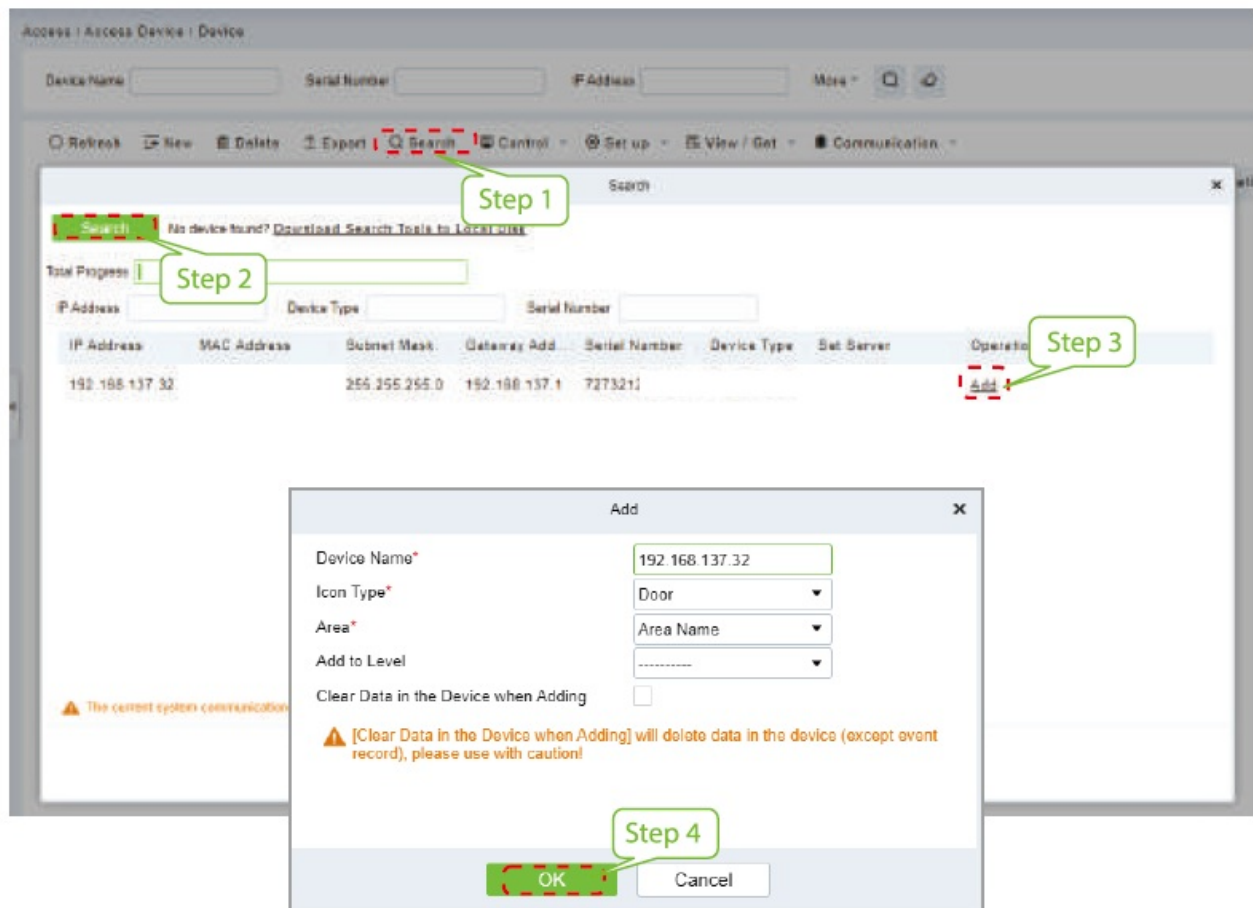 Access / Access Device / Device
Device Name Serial Number IP Address More
Refresh New Delete Export Search Control Set up View / Get Communication
Search
Step 1
Search No device found? Download Search Tools to Local Disk
Step 2
Total Progress
IP Address Device Type Serial Number
IP Address MAC Address Subnet Mask Gateway Add... Serial Number Device Type Set Server Operatio
Step 3
192.168.137.32 255.255.255.0 192.168.137.1 7273212 Add
Add
Device Name* 192.168.137.32
Icon Type* Door
Area* Area Name
Add to Level ----------
Clear Data in the Device when Adding
The current system communication
[Clear Data in the Device when Adding] will delete data in the device (except event
record), please use with caution!
Step 4
OK Cancel